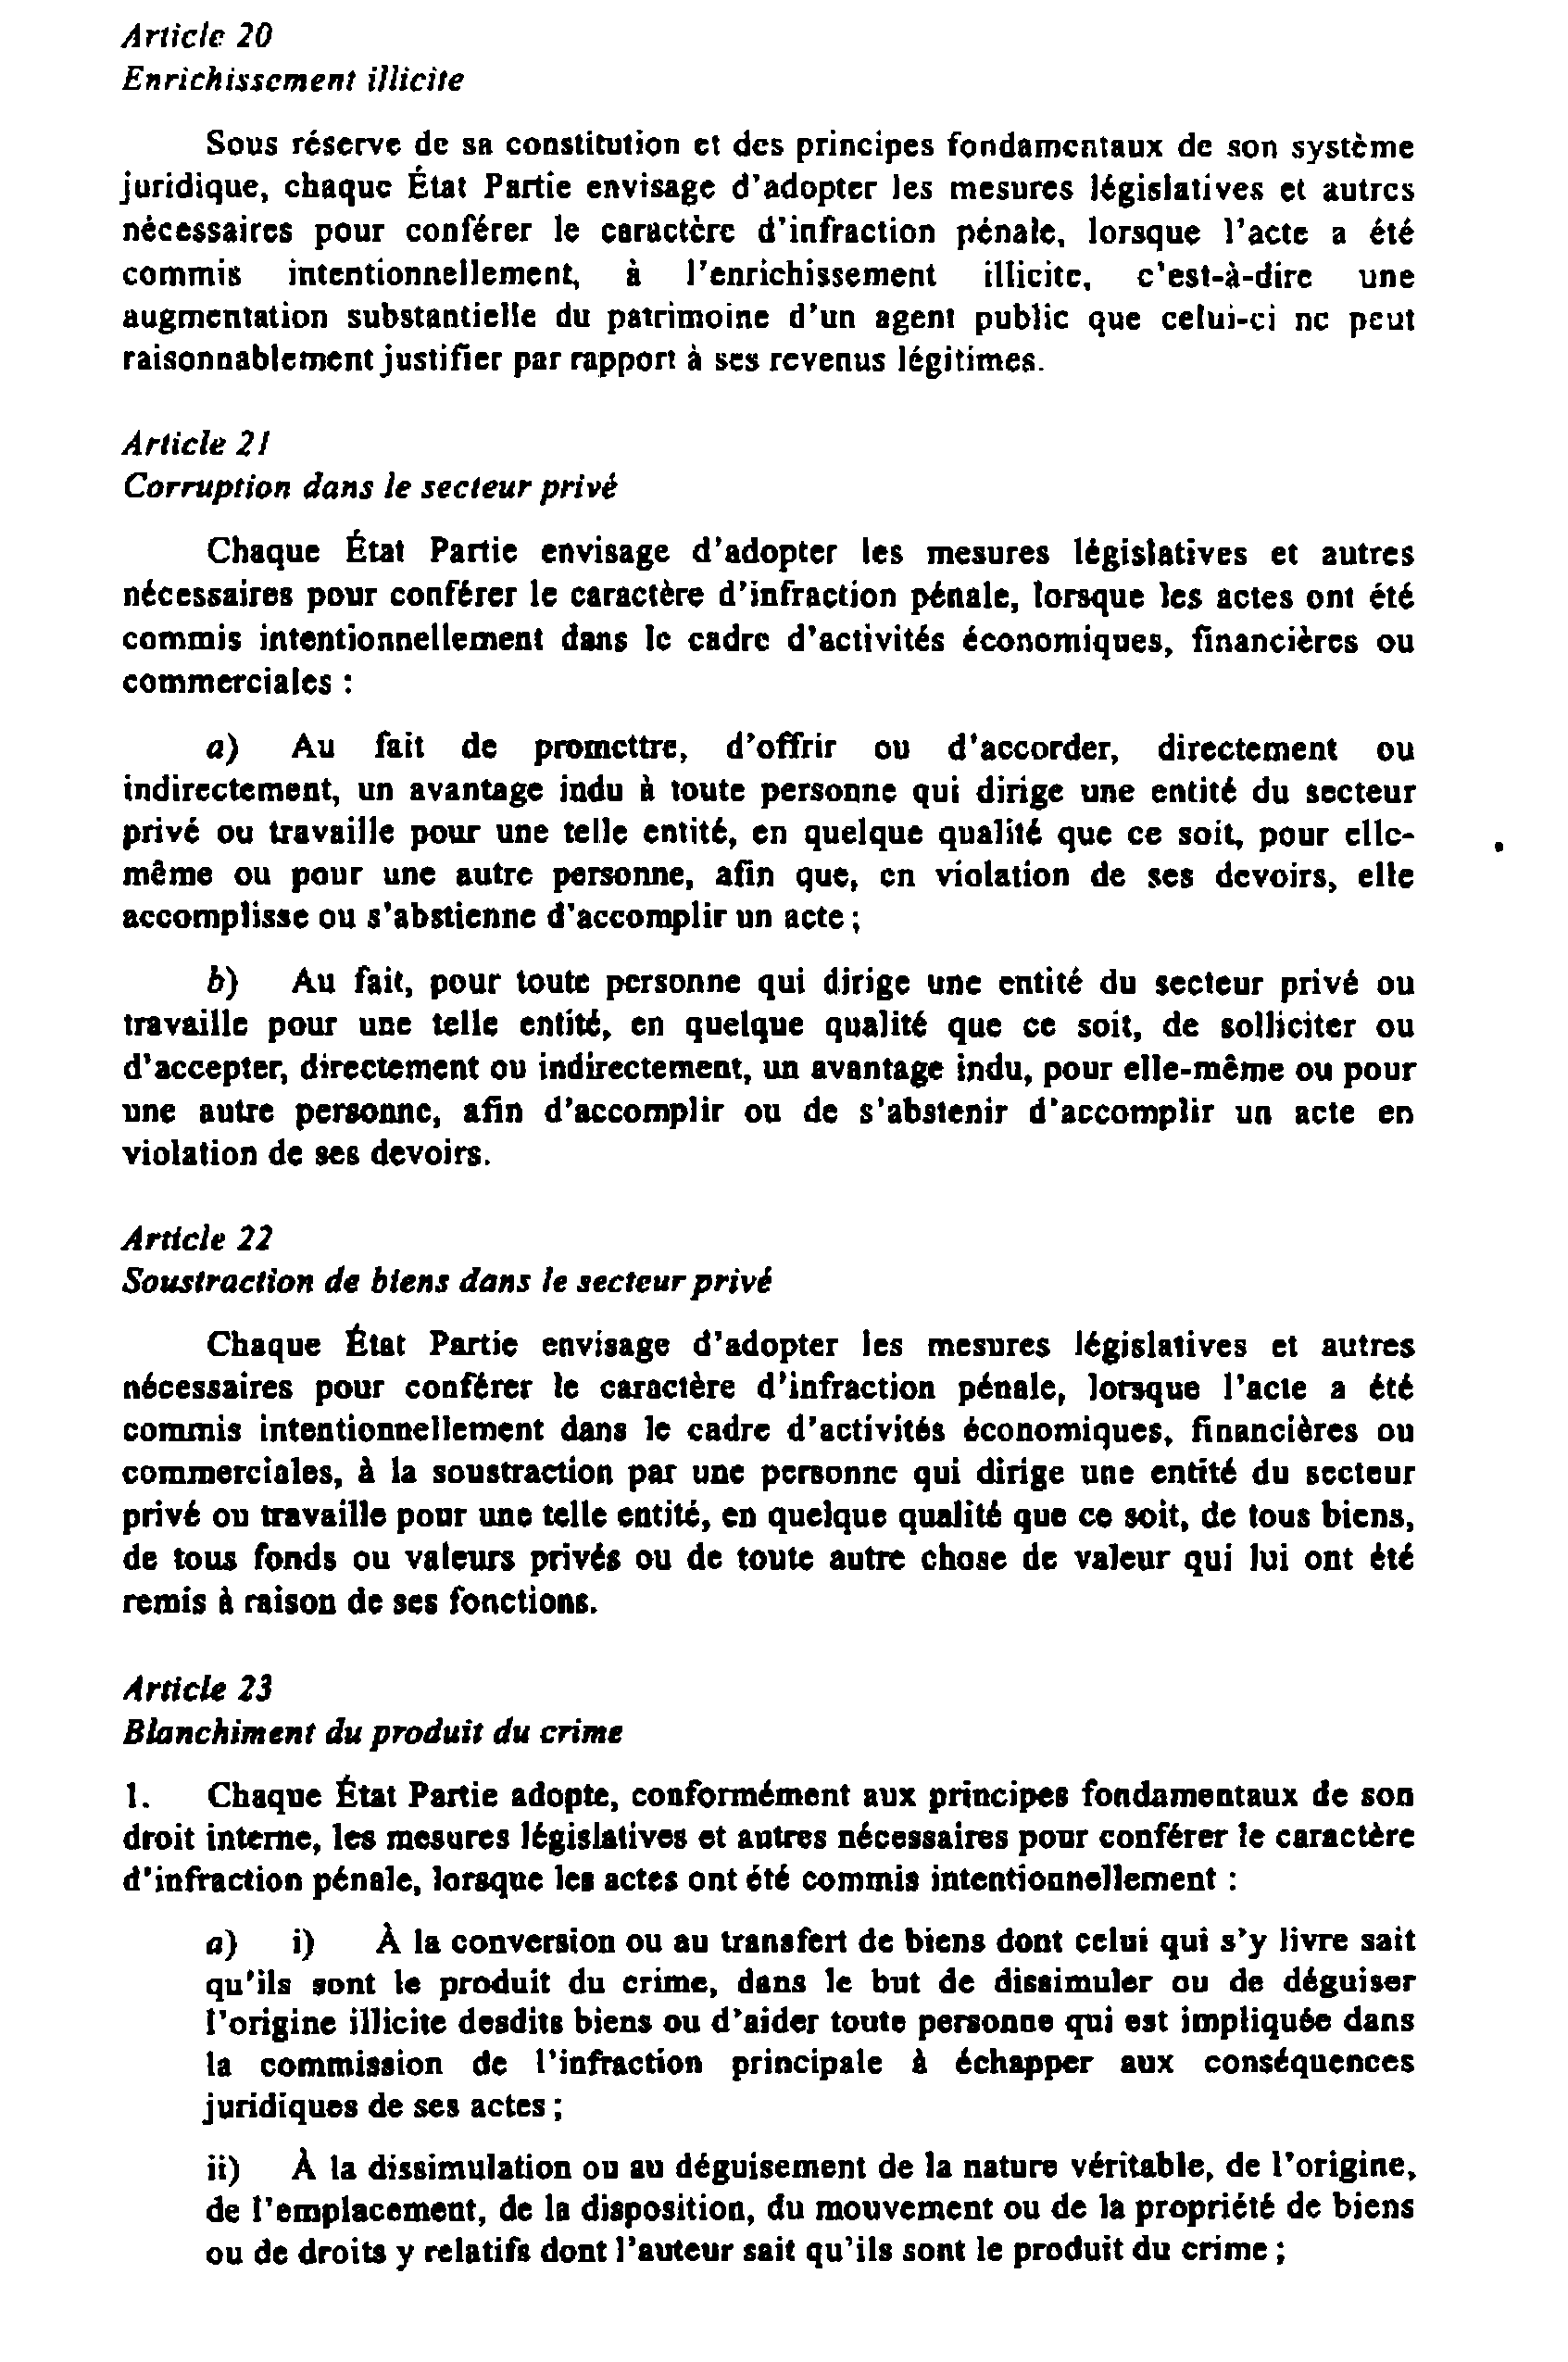 Article 20
Enrichissement illicite
Sous réserve de sa constitution et des principes fondamentaux de son système
juridique, chaque État Partie envisage d'adopter les mesures législatives et autres
nécessaires pour conférer le caractère d'infraction pénale, lorsque l'acte a été
commis intentionnellement, à l'enrichissement illicite, c'est-à-dire une
augmentation substantielle du patrimoine d'un agent public que celui-ci ne peut
raisonnablement justifier par rapport à ses revenus légitimes.
Article 21
Corruption dans le secteur privé
Chaque État Partie envisage d'adopter les mesures législatives et autres
nécessaires pour conférer le caractère d'infraction pénale, lorsque les actes ont été
commis intentionnellement dans le cadre d'activités économiques, financières ou
commerciales :
a) Au fait de promettre, d'offrir ou d'accorder, directement ou
indirectement, un avantage indu à toute personne qui dirige une entité du secteur
privé ou travaille pour une telle entité, en quelque qualité que ce soit, pour elle-
même ou pour une autre personne, afin que, en violation de ses devoirs, elle
accomplisse ou s'abstienne d'accomplir un acte ;
b) Au fait, pour toute personne qui dirige une entité du secteur privé ou
travaille pour une telle entité, en quelque qualité que ce soit, de solliciter ou
d'accepter, directement ou indirectement, un avantage indu, pour elle-même ou pour
une autre personne, afin d'accomplir ou de s'abstenir d'accomplir un acte en
violation de ses devoirs.
Article 22
Soustraction de biens dans le secteur privé
Chaque État Partie envisage d'adopter les mesures législatives et autres
nécessaires pour conférer le caractère d'infraction pénale, lorsque l'acte a été
commis intentionnellement dans le cadre d'activités économiques, financières ou
commerciales, à la soustraction par une personne qui dirige une entité du secteur
privé ou travaille pour une telle entité, en quelque qualité que ce soit, de tous biens,
de tous fonds ou valeurs privés ou de toute autre chose de valeur qui lui ont été
remis à raison de ses fonctions.
Article 23
Blanchiment du produit du crime
1. Chaque État Partie adopte, conformément aux principes fondamentaux de son
droit interne, les mesures législatives et autres nécessaires pour conférer le caractère
d'infraction pénale, lorsque les actes ont été commis intentionnellement :
a) i) À la conversion ou au transfert de biens dont celui qui s'y livre sait
qu'ils sont le produit du crime, dans le but de dissimuler ou de déguiser
l'origine illicite desdits biens ou d'aider toute personne qui est impliquée dans
la commission de l'infraction principale à échapper aux conséquences
juridiques de ses actes ;
ii) À la dissimulation ou au déguisement de la nature véritable, de l'origine,
de l'emplacement, de la disposition, du mouvement ou de la propriété de biens
ou de droits y relatifs dont l'auteur sait qu'ils sont le produit du crime ;